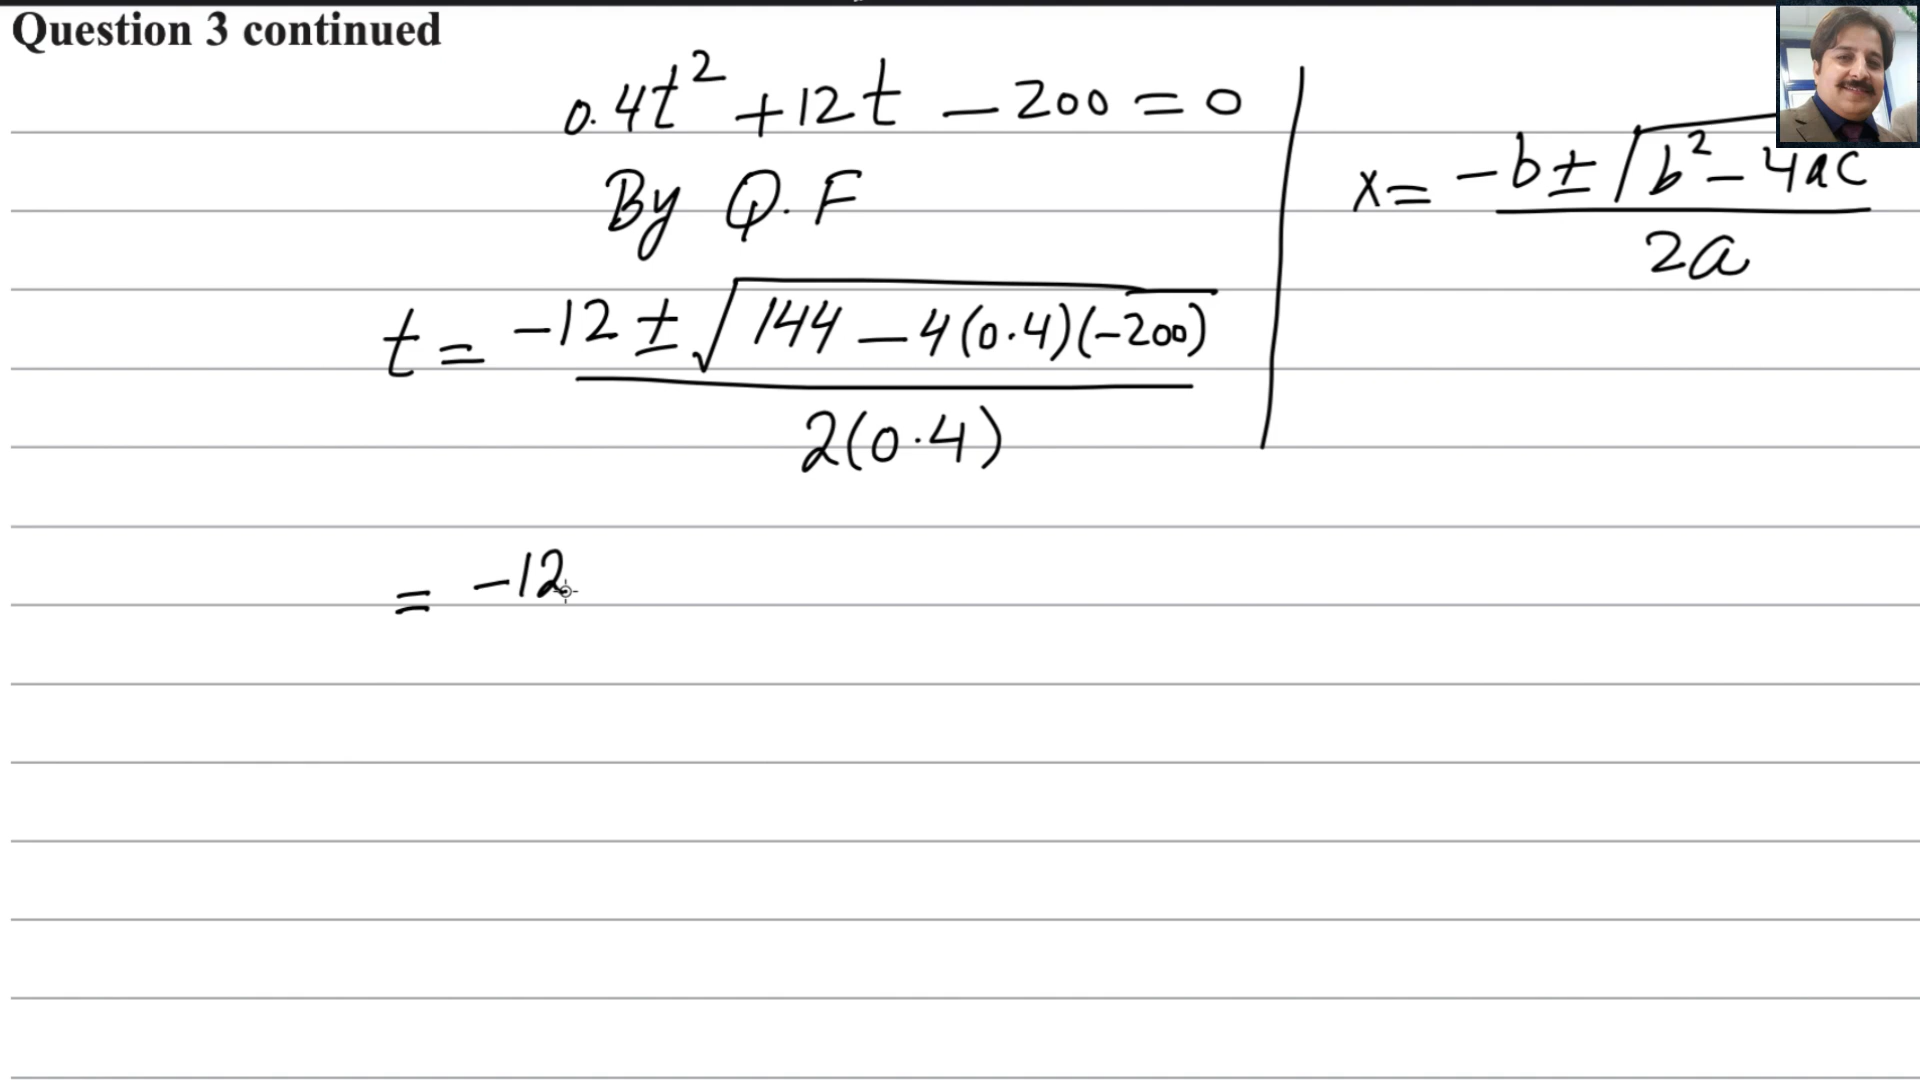 Question 3 continued
0.4t² + 12t − 200 = 0
By Q.F
x = −b ± √b² − 4ac
2a
t = −12 ± √144 − 4(0.4)(−200)
2(0.4)
= −12